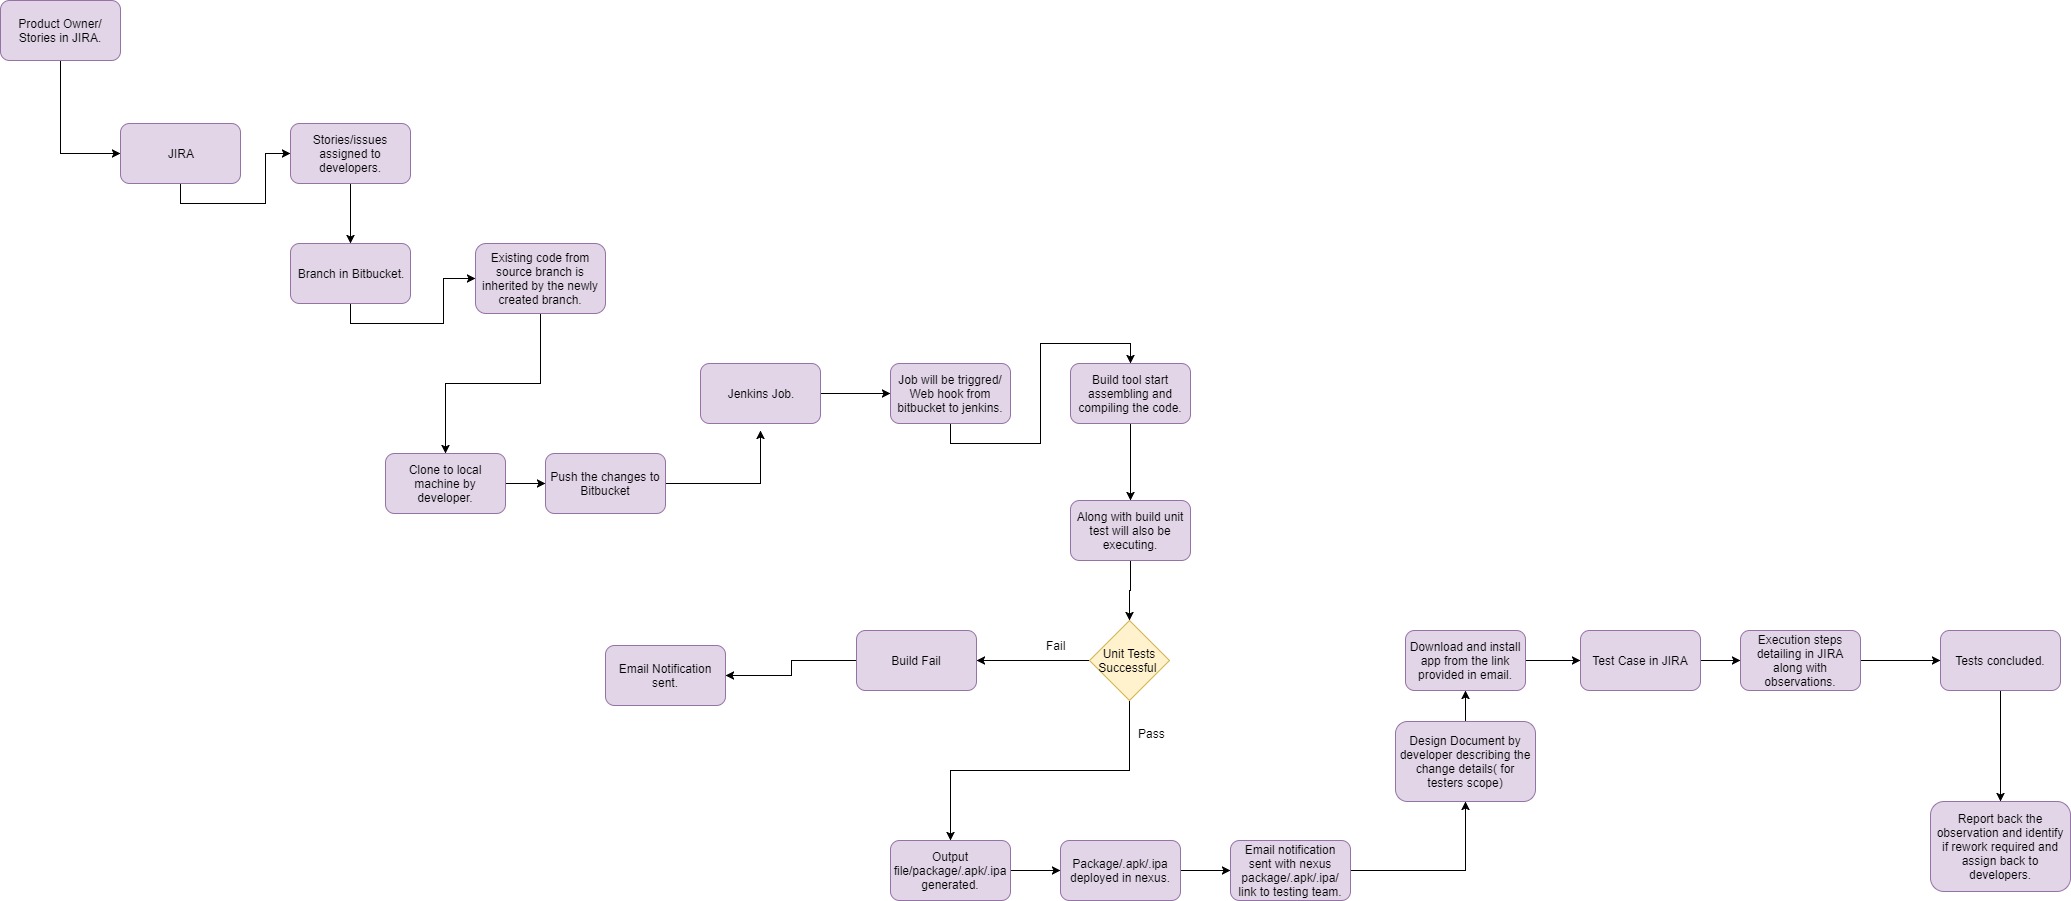 Product Owner/
Stories in JIRA.
JIRA
Stories/issues
assigned to
developers.
Branch in Bitbucket.
Existing code from
source branch is
inherited by the newly
created branch.
Clone to local
machine by
developer.
Push the changes to
Bitbucket
Jenkins Job.
Job will be triggred/
Web hook from
bitbucket to jenkins.
Build tool start
assembling and
compiling the code.
Along with build unit
test will also be
executing.
Unit Tests
Successful
Fail
Build Fail
Email Notification
sent.
Pass
Output
file/package/.apk/.ipa
generated.
Package/.apk/.ipa
deployed in nexus.
Email notification
sent with nexus
package/.apk/.ipa/
link to testing team.
Design Document by
developer describing the
change details( for
testers scope)
Download and install
app from the link
provided in email.
Test Case in JIRA
Execution steps
detailing in JIRA
along with
observations.
Tests concluded.
Report back the
observation and identify
if rework required and
assign back to
developers.